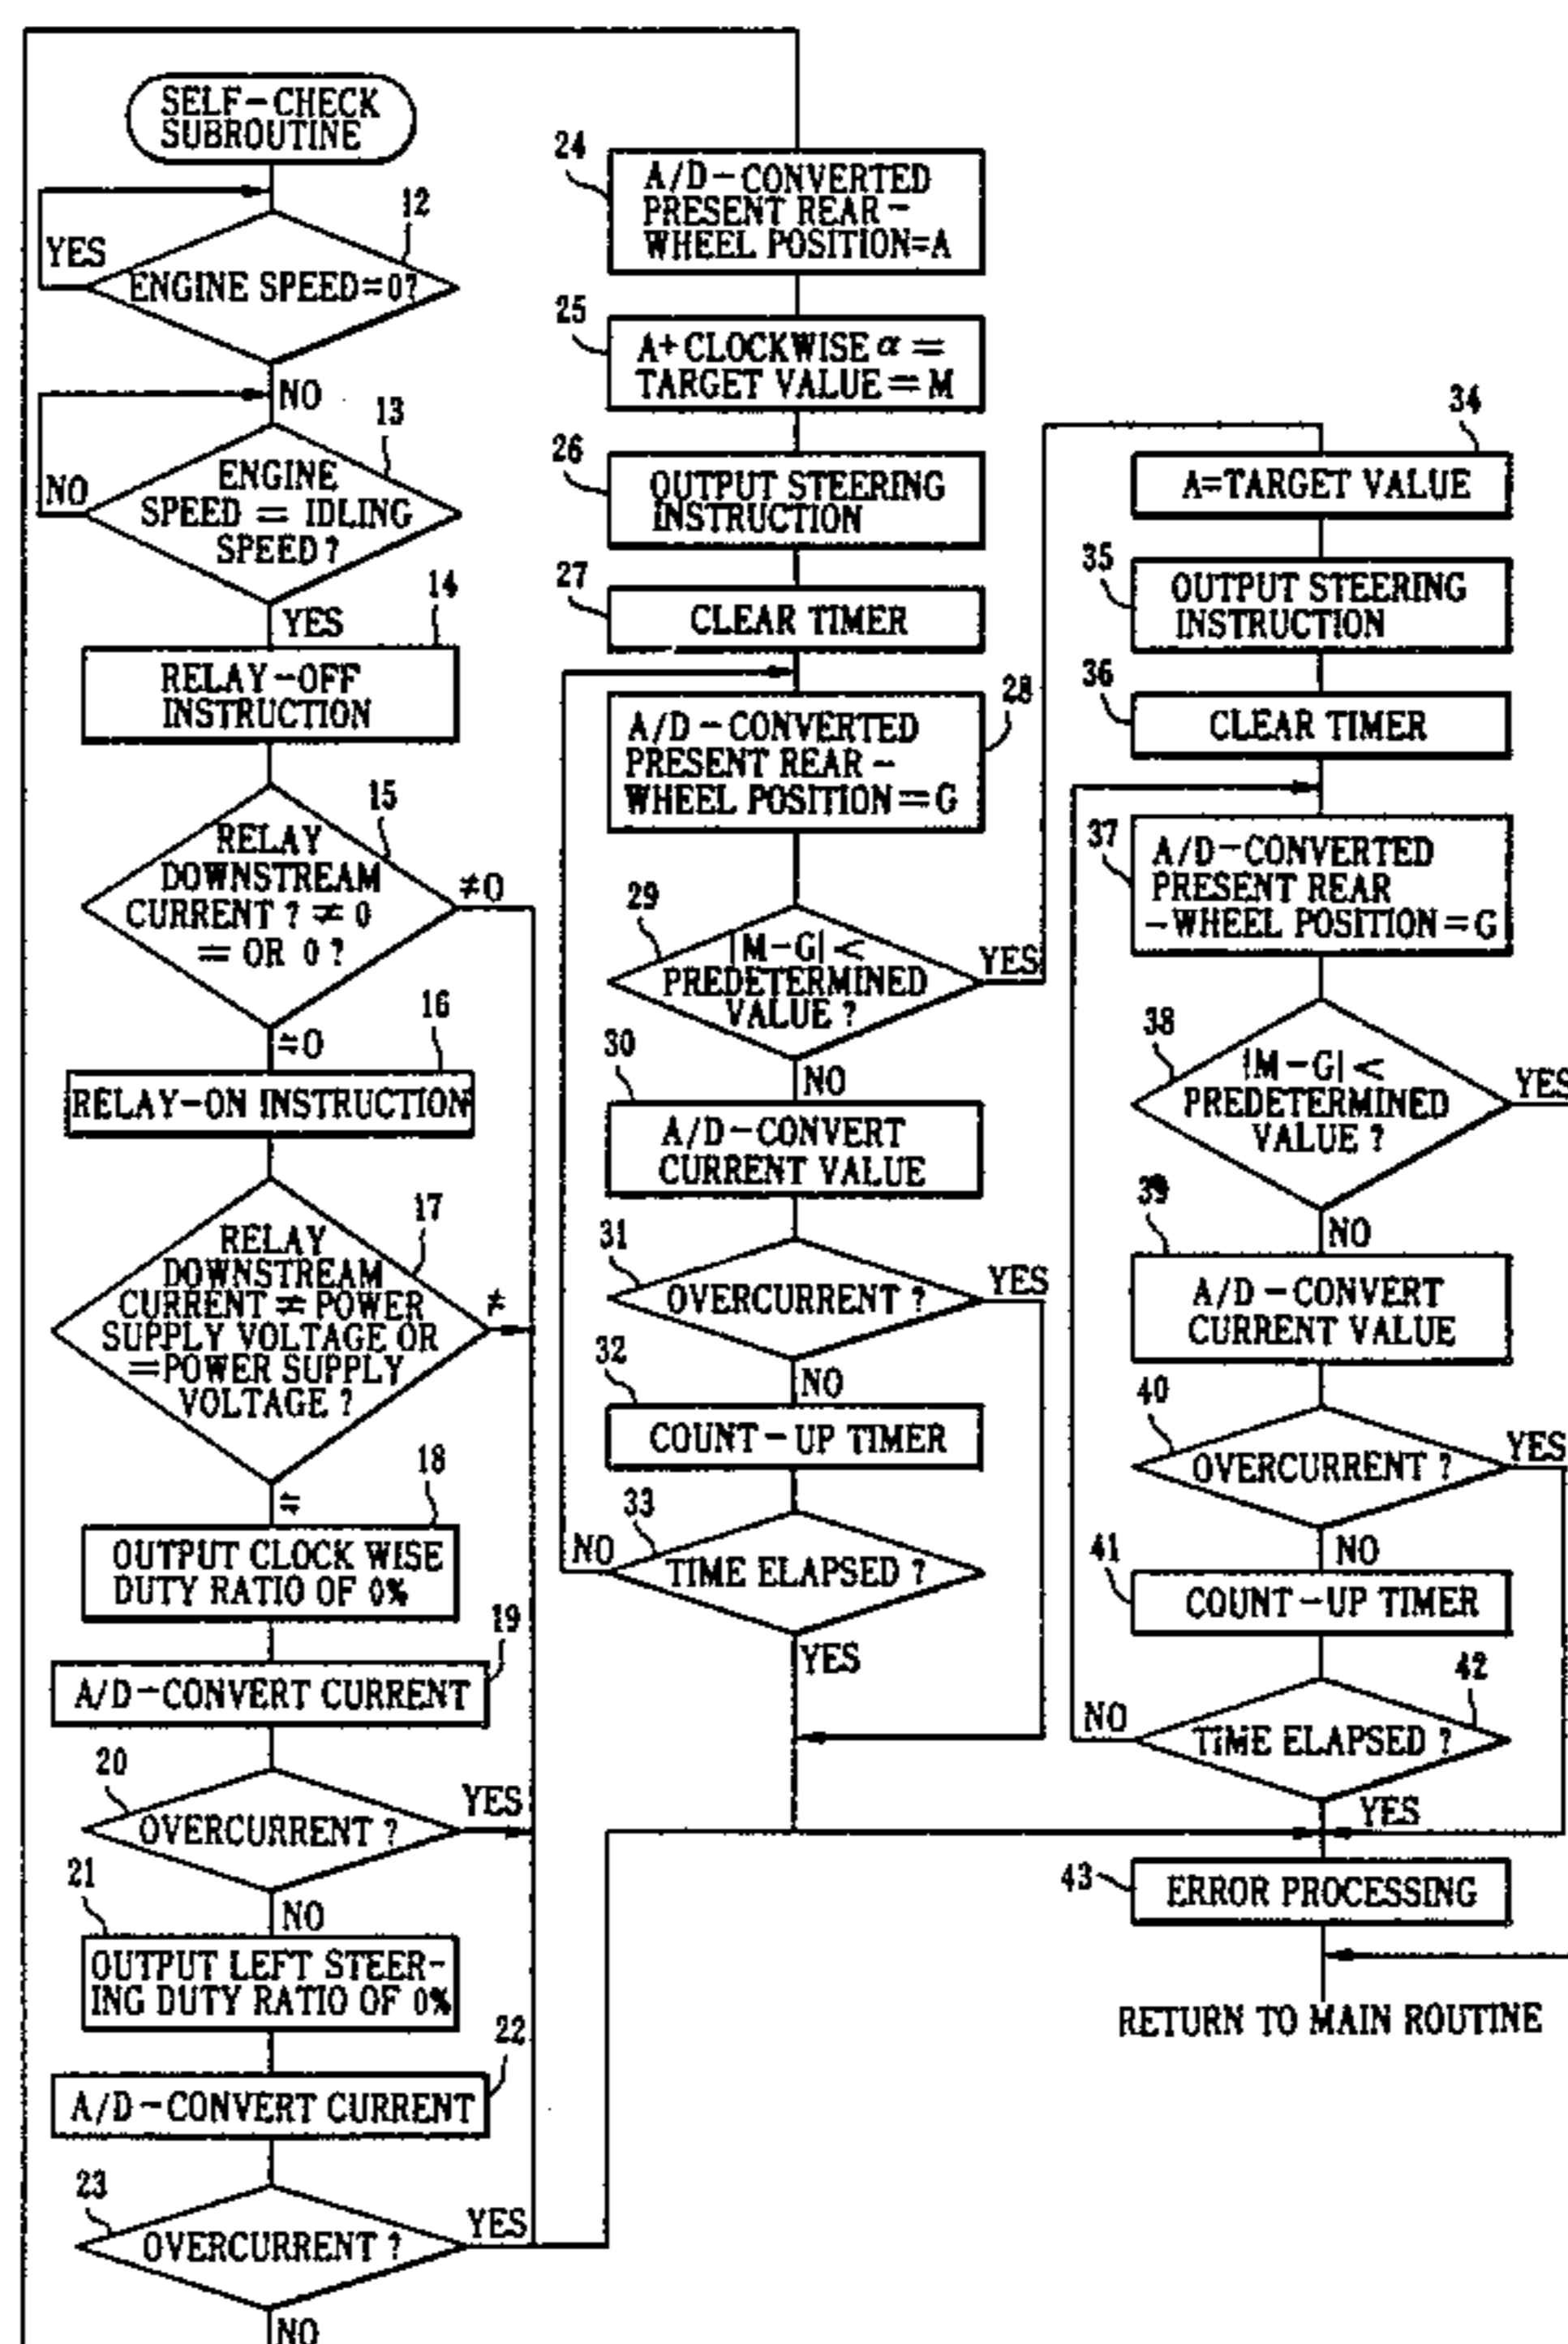 SELF-CHECK
SUBROUTINE
12
YES
ENGINE SPEED=0?
NO
13
NO
ENGINE
SPEED = IDLING
SPEED?
YES
14
RELAY-OFF
INSTRUCTION
15
RELAY
DOWNSTREAM
CURRENT? ≠ 0
= OR 0?
≠0
=0
16
RELAY-ON INSTRUCTION
17
RELAY
DOWNSTREAM
CURRENT ≠ POWER
SUPPLY VOLTAGE OR
=POWER SUPPLY
VOLTAGE?
≠
=
18
OUTPUT CLOCK WISE
DUTY RATIO OF 0%
19
A/D-CONVERT CURRENT
20
OVERCURRENT?
YES
NO
21
OUTPUT LEFT STEER-
ING DUTY RATIO OF 0%
22
A/D-CONVERT CURRENT
23
OVERCURRENT?
YES
NO
24
A/D-CONVERTED
PRESENT REAR-
WHEEL POSITION=A
25
A+CLOCKWISE α =
TARGET VALUE = M
26
OUTPUT STEERING
INSTRUCTION
27
CLEAR TIMER
28
A/D-CONVERTED
PRESENT REAR-
WHEEL POSITION=G
29
|M-G| <
PREDETERMINED
VALUE?
YES
NO
30
A/D-CONVERT
CURRENT VALUE
31
OVERCURRENT?
YES
NO
32
COUNT-UP TIMER
33
NO
TIME ELAPSED?
YES
34
A=TARGET VALUE
35
OUTPUT STEERING
INSTRUCTION
36
CLEAR TIMER
37
A/D-CONVERTED
PRESENT REAR
-WHEEL POSITION=G
38
|M-G| <
PREDETERMINED
VALUE?
YES
NO
39
A/D-CONVERT
CURRENT VALUE
40
OVERCURRENT?
YES
NO
41
COUNT-UP TIMER
42
NO
TIME ELAPSED?
YES
43
ERROR PROCESSING
RETURN TO MAIN ROUTINE